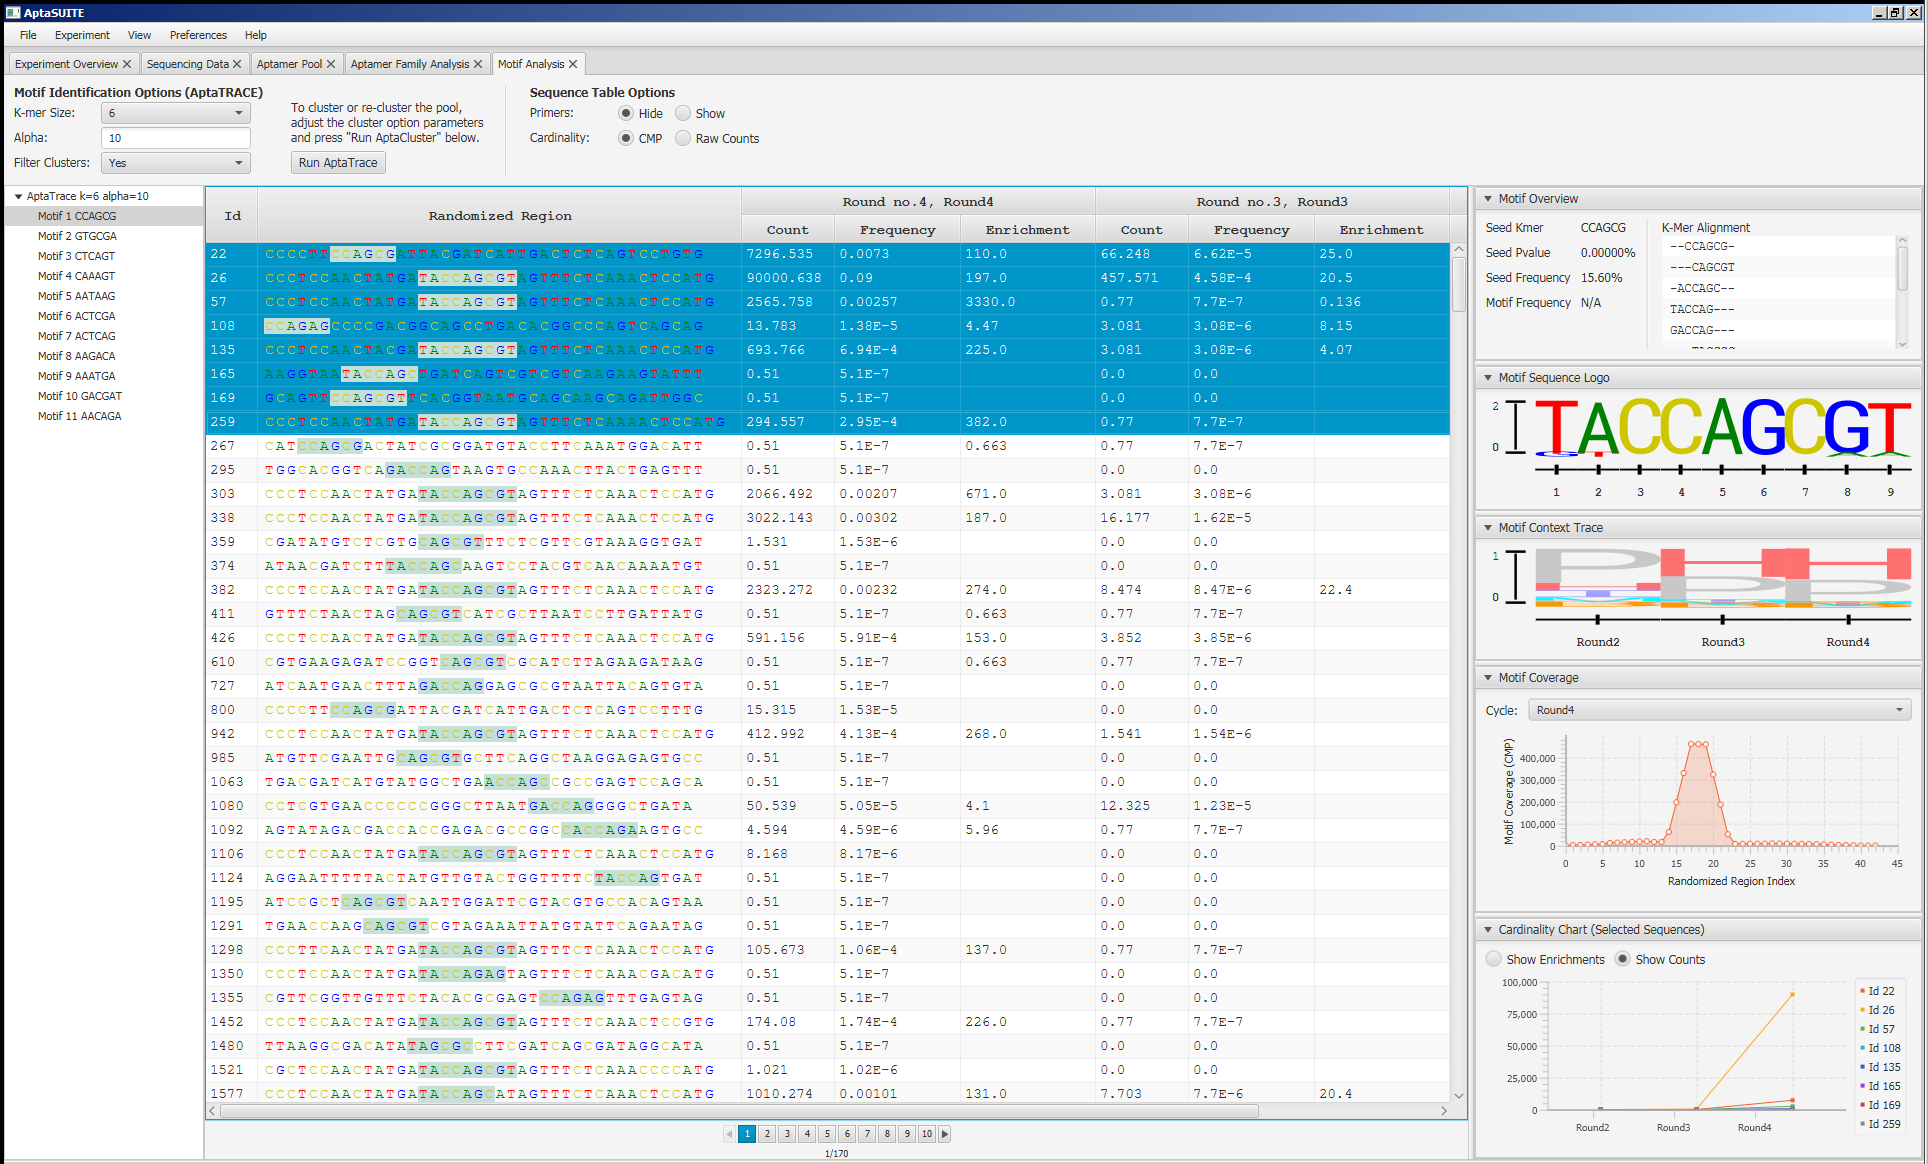 AptaSUITE
File Experiment View Preferences Help
Experiment Overview Sequencing Data Aptamer Pool Aptamer Family Analysis Motif Analysis
Motif Identification Options (AptaTRACE)
K-mer Size: 6
Alpha: 10
Filter Clusters: Yes
To cluster or re-cluster the pool,
adjust the cluster option parameters
and press "Run AptaCluster" below.
Run AptaTrace
Sequence Table Options
Primers: Hide Show
Cardinality: CMP Raw Counts
AptaTrace k=6 alpha=10
Motif 1 CCAGCG
Motif 2 GTGCGA
Motif 3 CTCAGT
Motif 4 CAAAGT
Motif 5 AATAAG
Motif 6 ACTCGA
Motif 7 ACTCAG
Motif 8 AAGACA
Motif 9 AAATGA
Motif 10 GACGAT
Motif 11 AACAGA
Id Randomized Region Round no.4, Round4 Round no.3, Round3
Count Frequency Enrichment Count Frequency Enrichment
22 CCCCTTCCAGCGATTACGATCATTGACTCTCAGTCCTGTG 7296.535 0.0073 110.0 66.248 6.62E-5 25.0
26 CCCTCCAACTATGATACCAGCGTAGTTTCTCAAACTCCATG 90000.638 0.09 197.0 457.571 4.58E-4 20.5
57 CCCTCCAACTATGATACCAGCGTAGTTTCTCAAACTCCATG 2565.758 0.00257 3330.0 0.77 7.7E-7 0.136
108 CCAGAGCCCCGACGGCAGCCTGACACGGCCCAGTCAGCAG 13.783 1.38E-5 4.47 3.081 3.08E-6 8.15
135 CCCTCCAACTACGATACCAGCGTAGTTTCTCAAACTCCATG 693.766 6.94E-4 225.0 3.081 3.08E-6 4.07
165 AAGGTAATACCAGCTGATCAGTCGTCGTCAAGAAGTATTT 0.51 5.1E-7 0.0 0.0
169 GCAGTTCCAGCGTTCACGGTAATGCAGCAAGCAGATTGGC 0.51 5.1E-7 0.0 0.0
259 CCCTCCAACTATGATACCAGCGTAGTTTCTCAAAACTCCATG 294.557 2.95E-4 382.0 0.77 7.7E-7
267 CATCCAGCGACTATCGCGGATGTACCTTCAAATGGACATT 0.51 5.1E-7 0.663 0.77 7.7E-7
295 TGGCACGGTCAGACCAGTAAGTGCCAAACTTACTGAGTTT 0.51 5.1E-7 0.0 0.0
303 CCCTCCAACTATGATACCAGCGTAGTTTCTCAAACTCCATG 2066.492 0.00207 671.0 3.081 3.08E-6
338 CCCTCCAACTATGATACCAGCGTAGTTTCTCAAACTCCATG 3022.143 0.00302 187.0 16.177 1.62E-5
359 CGATATGTCTCGTGCAGCGTTTCTCGTTCGTAAAGGTGAT 1.531 1.53E-6 0.0 0.0
374 ATAACGATCTTTACCAGCAAGTCCTACGTCAACAAAATGT 0.51 5.1E-7 0.0 0.0
382 CCCTCCAACTATGATACCAGCGTAGTTTCTCAAACTCCATG 2323.272 0.00232 274.0 8.474 8.47E-6 22.4
411 GTTTCTAACTAGCAGCGTCATCGCTTAATCCTTGATTATG 0.51 5.1E-7 0.663 0.77 7.7E-7
426 CCCTCCAACTATGATACCAGCGTAGTTTCTCAAACTCCATG 591.156 5.91E-4 153.0 3.852 3.85E-6
610 CGTGAAGAGATCCGGTCAGCGTCGCATCTTAGAAGATAAG 0.51 5.1E-7 0.663 0.77 7.7E-7
727 ATCAATGAACTTTAGACCAGGAGCGCGTAATTACAGTGTA 0.51 5.1E-7 0.0 0.0
800 CCCCTTCCAGCGATTACGATCATTGACTCTCAGTCCTTTG 15.315 1.53E-5 0.0 0.0
942 CCCTCCAACTATGATACCAGCGTAGTTTCTCAAACTCCATG 412.992 4.13E-4 268.0 1.541 1.54E-6
985 ATGTTCGAATTGCAGCGTGCTTCAGGCTAAGGAGAGTGCC 0.51 5.1E-7 0.0 0.0
1063 TGACGATCATGTATGGCTGAACCAGCCGCCGAGTCCAGCA 0.51 5.1E-7 0.0 0.0
1080 CCTCGTGAACCCCCCGGGCTTAATGACCAGGGGCTGATA 50.539 5.05E-5 4.1 12.325 1.23E-5
1092 AGTATAGACGACCACCGAGACGCCGGCCACCAGAAGTGCC 4.594 4.59E-6 5.96 0.77 7.7E-7
1106 CCCTCCAACTATGATACCAGCGTAGTTTCTCAAACTCCATG 8.168 8.17E-6 0.0 0.0
1124 AGGAATTTTTACTATGTTGTACTGGTTTTCTACCAGTGAT 0.51 5.1E-7 0.0 0.0
1195 ATCCGCTCAGCGTCAATTGGATTCGTACGTGCCACAGTAA 0.51 5.1E-7 0.0 0.0
1291 TGAACCAAGCAGCGTCGTAGAAATTATGTATTCAGAATAG 0.51 5.1E-7 0.0 0.0
1298 CCCTTCAACTATGATACCAGCGTAGTTTCTCAAACTCCATG 105.673 1.06E-4 137.0 0.77 7.7E-7
1350 CCCTCCAACTATGATACCAGAGTAGTTTCTCAAACGACATG 0.51 5.1E-7 0.0 0.0
1355 CGTTCGGTTGTTTCTACACGCGAGTCCAGAGTTTGAGTAG 0.51 5.1E-7 0.0 0.0
1452 CCCTCCAACTATGATACCAGCGTAGTTTCTCAAACTCCGTG 174.08 1.74E-4 226.0 0.77 7.7E-7
1480 TTAAGGCGACATATAGCGCCTTCGATCAGCGATAGGCATA 0.51 5.1E-7 0.0 0.0
1521 CGCTCCAACTATGATACCAGCGTAGTTTCTCAAACCCCATG 1.021 1.02E-6 0.0 0.0
1577 CCCTCCAACTATGATACCAGCATAGTTTCTCAAACTCCATG 1010.274 0.00101 131.0 7.703 7.7E-6 20.4
1 2 3 4 5 6 7 8 9 10
1/170
Motif Overview
Seed Kmer CCAGCG
Seed Pvalue 0.00000%
Seed Frequency 15.60%
Motif Frequency N/A
K-Mer Alignment
--CCAGCG-
---CAGCGT
-ACCAGC--
TACCAG---
GACCAG---
Motif Sequence Logo
2
0
TACCAGCGT
1 2 3 4 5 6 7 8 9
Motif Context Trace
1
0
Round2 Round3 Round4
Motif Coverage
Cycle: Round4
Motif Coverage (CMP)
400,000
300,000
200,000
100,000
0
0 5 10 15 20 25 30 35 40 45
Randomized Region Index
Cardinality Chart (Selected Sequences)
Show Enrichments Show Counts
100,000
75,000
50,000
25,000
0
Round2 Round3 Round4
Id 22
Id 26
Id 57
Id 108
Id 135
Id 165
Id 169
Id 259